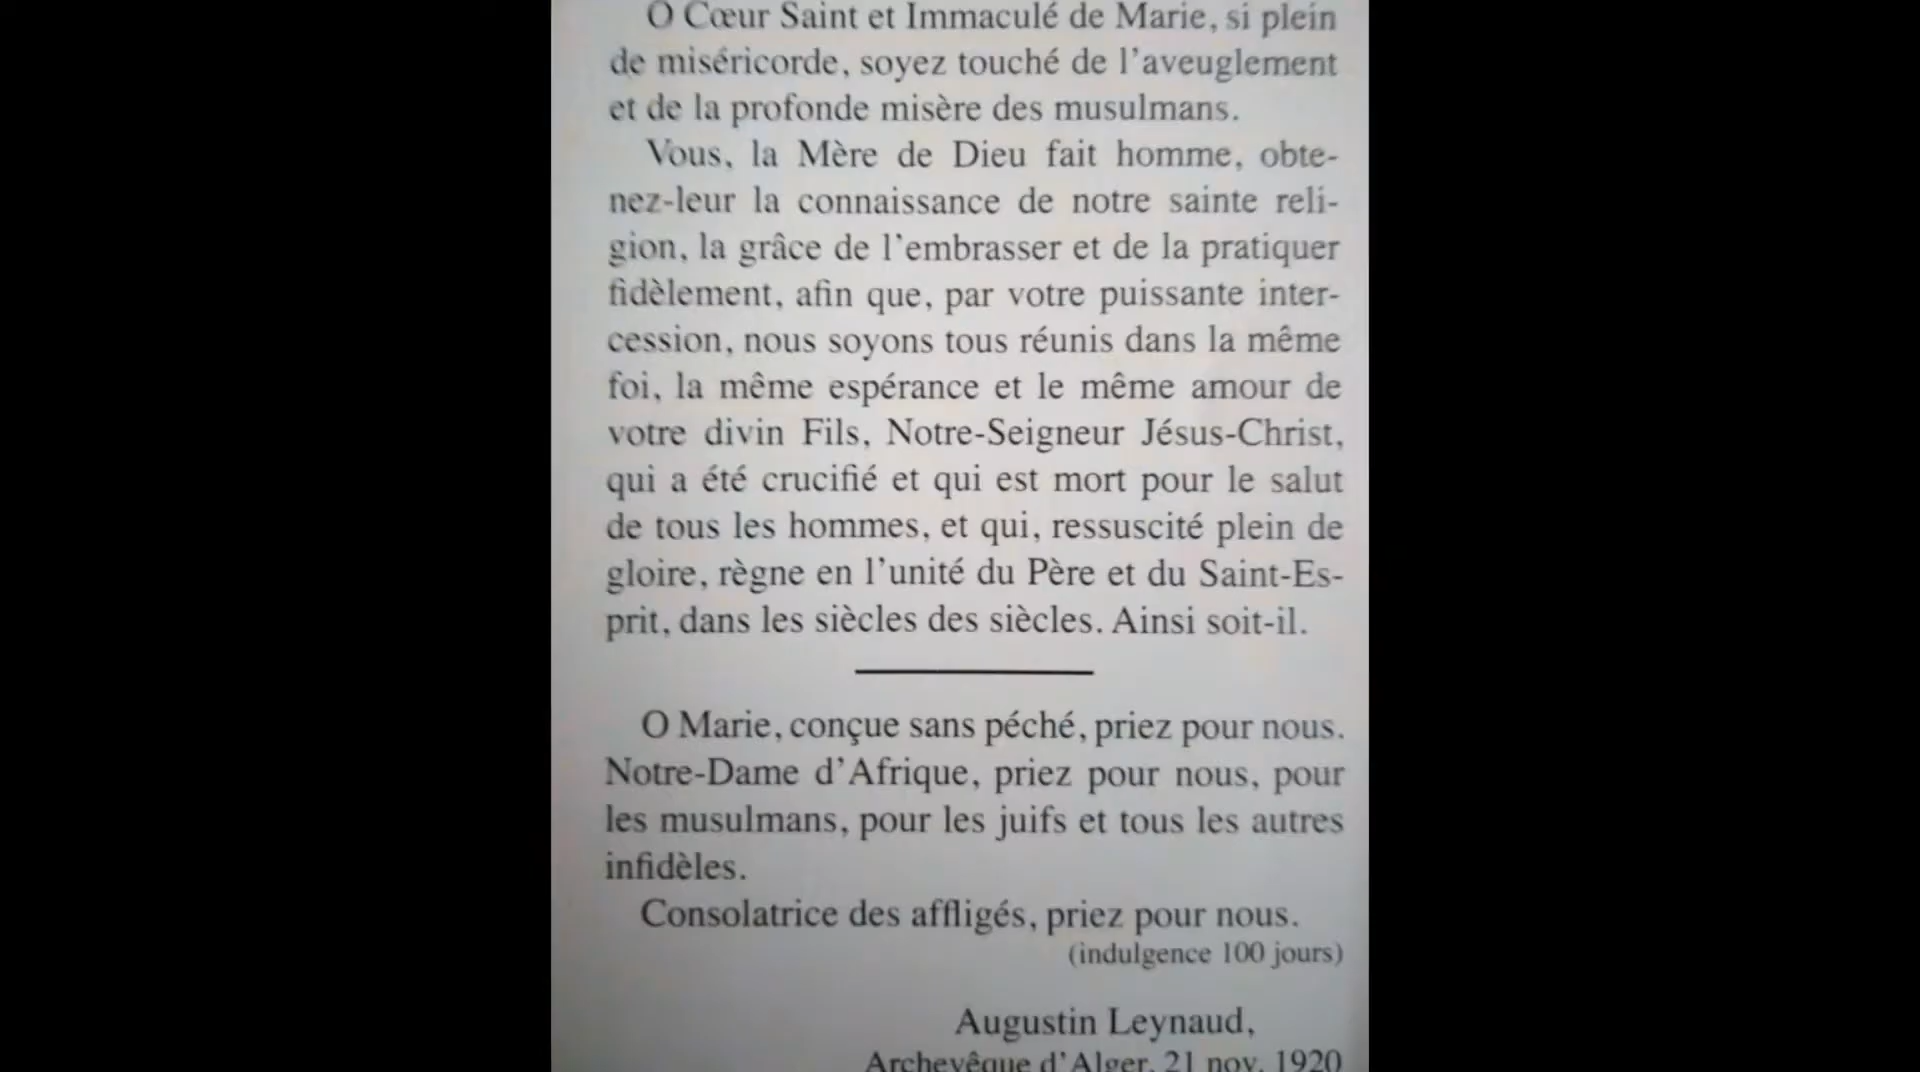 O Cœur Saint et Immaculé de Marie, si plein
de miséricorde, soyez touché de l'aveuglement
et de la profonde misère des musulmans.
Vous, la Mère de Dieu fait homme, obte-
nez-leur la connaissance de notre sainte reli-
gion, la grâce de l'embrasser et de la pratiquer
fidèlement, afin que, par votre puissante inter-
cession, nous soyons tous réunis dans la même
foi, la même espérance et le même amour de
votre divin Fils, Notre-Seigneur Jésus-Christ,
qui a été crucifié et qui est mort pour le salut
de tous les hommes, et qui, ressuscité plein de
gloire, règne en l'unité du Père et du Saint-Es-
prit, dans les siècles des siècles. Ainsi soit-il.
O Marie, conçue sans péché, priez pour nous.
Notre-Dame d'Afrique, priez pour nous, pour
les musulmans, pour les juifs et tous les autres
infidèles.
Consolatrice des affligés, priez pour nous.
(indulgence 100 jours)
Augustin Leynaud,
Archevêque d'Alger, 21 nov. 1920